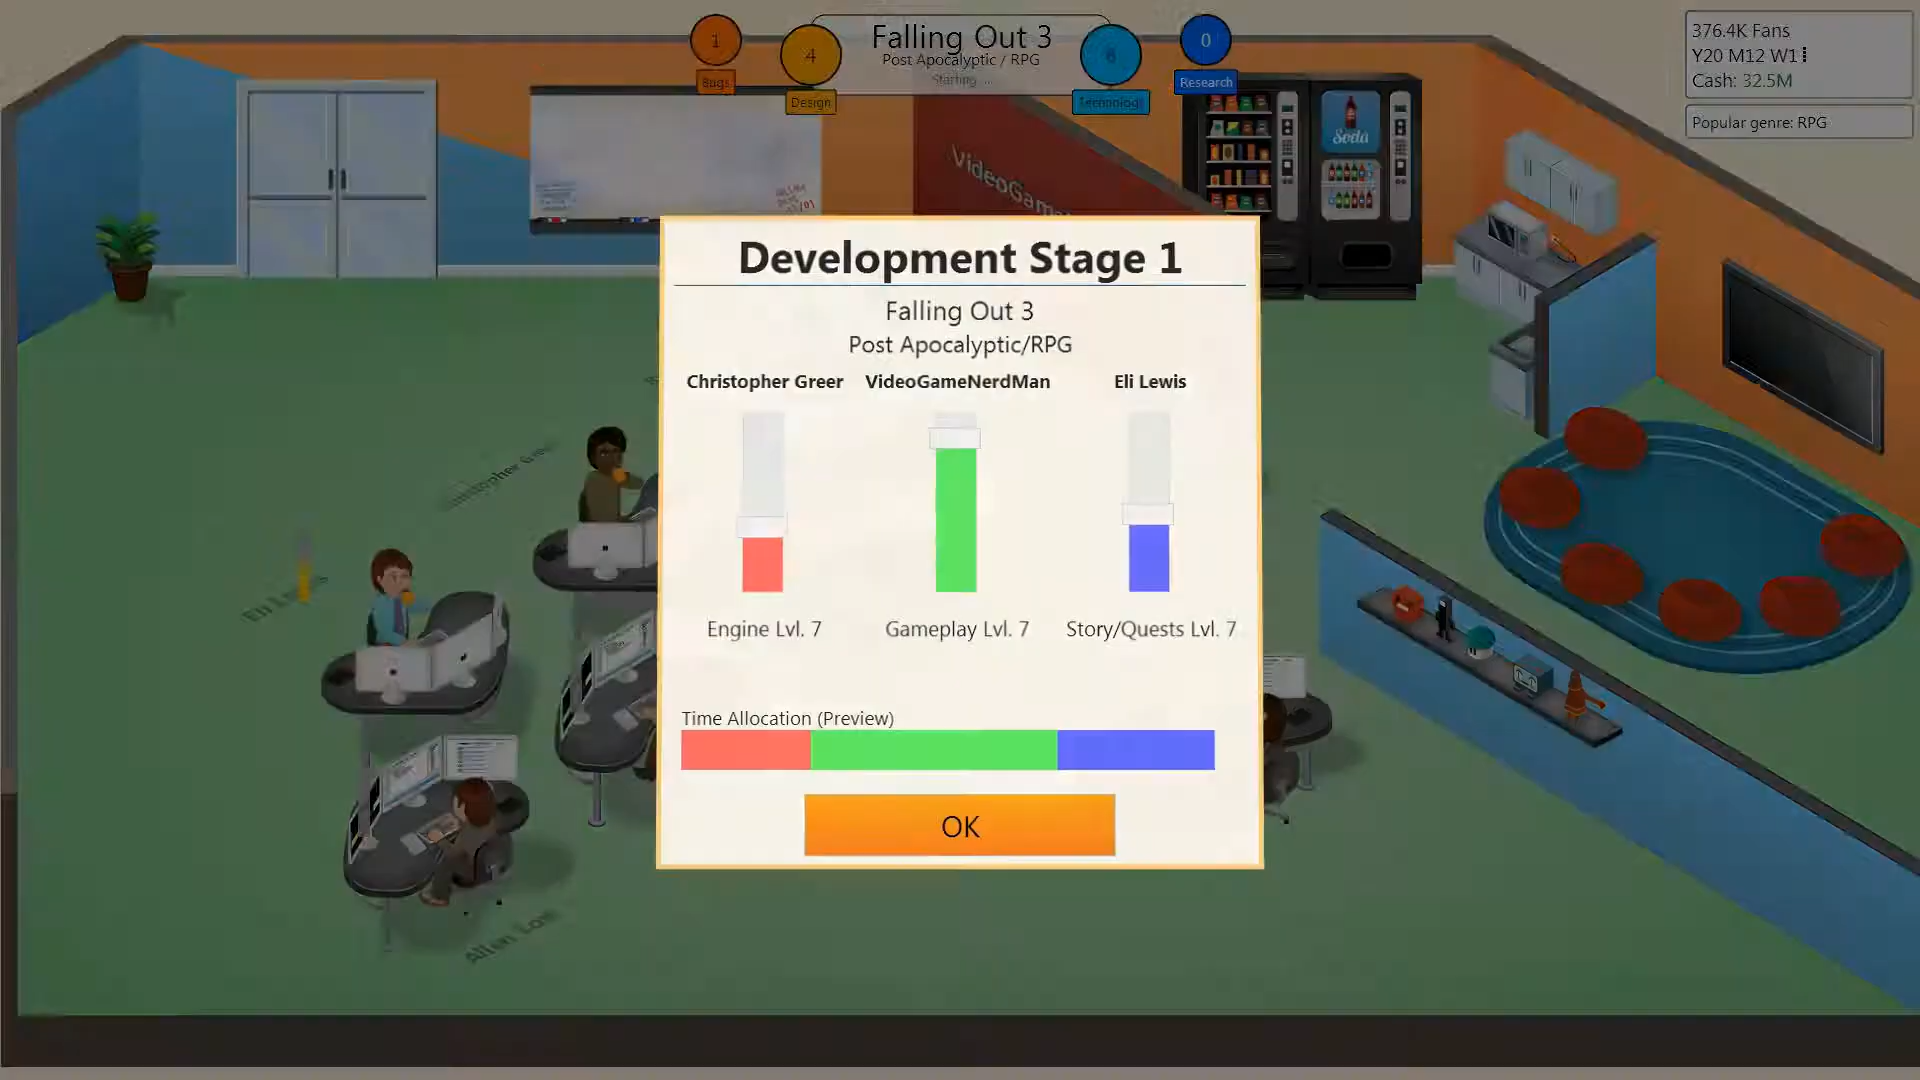 1
4
Falling Out 3
Post Apocalyptic / RPG
Starting ...
6
0
Bugs
Design
Technology
Research
376.4K Fans
Y20 M12 W1
Cash: 32.5M
Popular genre: RPG
Soda
VideoGame
Development Stage 1
Falling Out 3
Post Apocalyptic/RPG
Christopher Greer
VideoGameNerdMan
Eli Lewis
Engine Lvl. 7
Gameplay Lvl. 7
Story/Quests Lvl. 7
Time Allocation (Preview)
OK